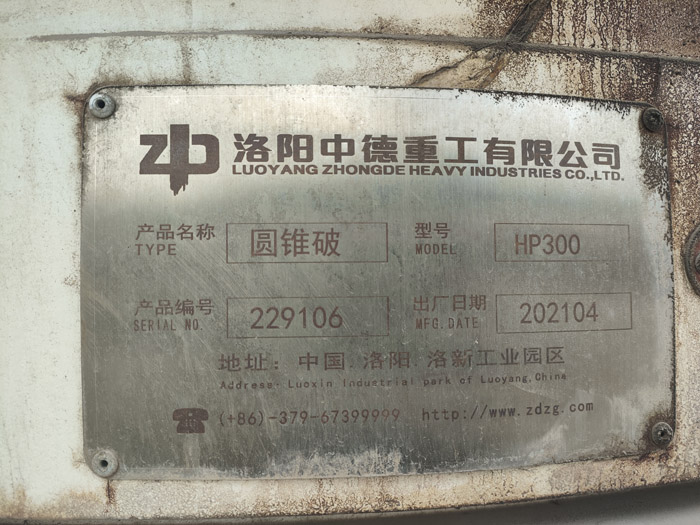 ZD 洛阳中德重工有限公司
LUOYANG ZHONGDE HEAVY INDUSTRIES CO.,LTD.
产品名称 圆锥破 型号 HP300
TYPE MODEL
产品编号 229106 出厂日期 202104
SERIAL NO. MFG.DATE
地址：中国.洛阳.洛新工业园区
Address·Luoxin Industrial park of Luoyang,China
(+86)-379-67399999 http://www.zdzg.com